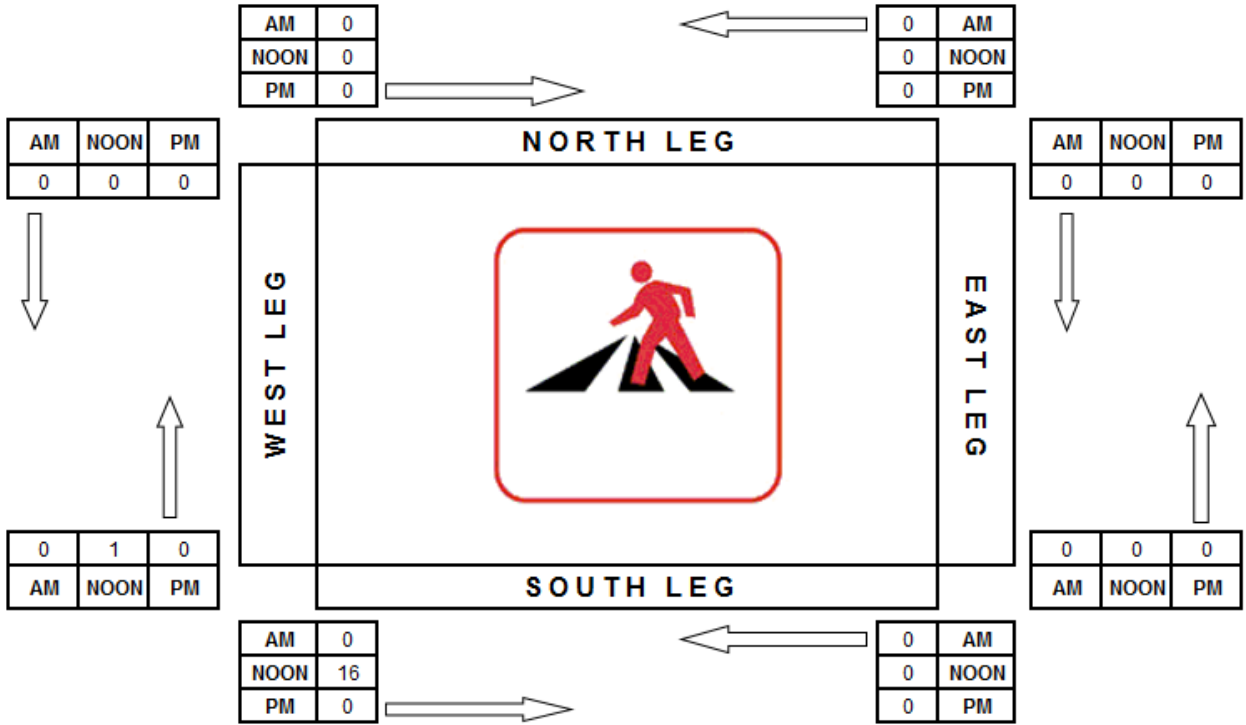 AM 0
NOON 0
PM 0
0 AM
0 NOON
0 PM
AM NOON PM
0 0 0
NORTH LEG
AM NOON PM
0 0 0
WEST LEG
EAST LEG
0 1 0
AM NOON PM
SOUTH LEG
0 0 0
AM NOON PM
AM 0
NOON 16
PM 0
0 AM
0 NOON
0 PM